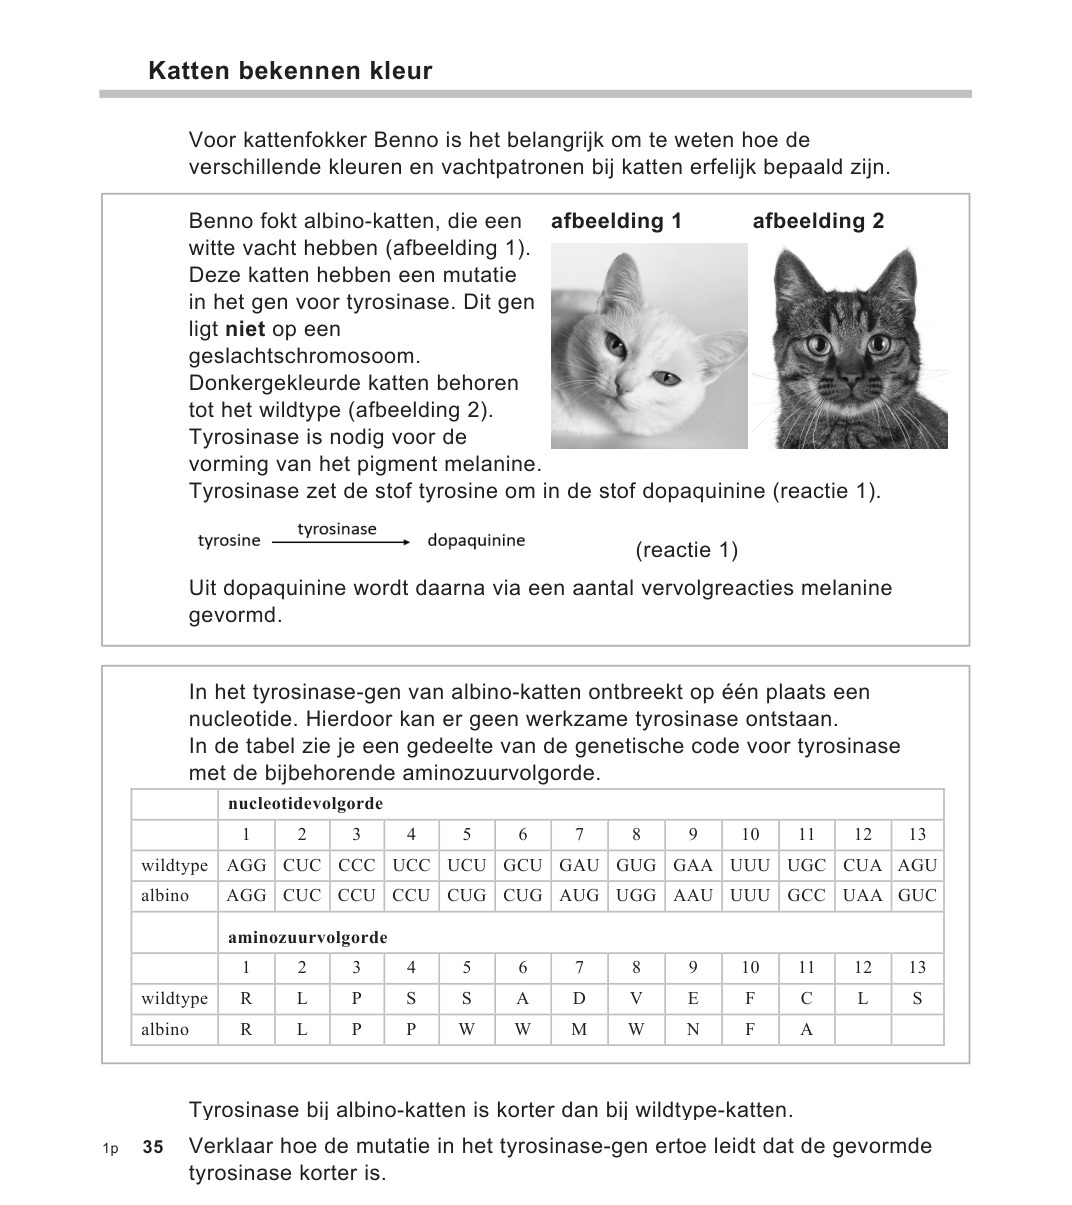 Katten bekennen kleur
Voor kattenfokker Benno is het belangrijk om te weten hoe de
verschillende kleuren en vachtpatronen bij katten erfelijk bepaald zijn.
Benno fokt albino-katten, die een
witte vacht hebben (afbeelding 1).
Deze katten hebben een mutatie
in het gen voor tyrosinase. Dit gen
ligt niet op een
geslachtschromosoom.
Donkergekleurde katten behoren
tot het wildtype (afbeelding 2).
Tyrosinase is nodig voor de
vorming van het pigment melanine.
afbeelding 1 afbeelding 2
Tyrosinase zet de stof tyrosine om in de stof dopaquinine (reactie 1).
tyrosinase
tyrosine dopaquinine (reactie 1)
Uit dopaquinine wordt daarna via een aantal vervolgreacties melanine
gevormd.
In het tyrosinase-gen van albino-katten ontbreekt op één plaats een
nucleotide. Hierdoor kan er geen werkzame tyrosinase ontstaan.
In de tabel zie je een gedeelte van de genetische code voor tyrosinase
met de bijbehorende aminozuurvolgorde.
nucleotidevolgorde
1 2 3 4 5 6 7 8 9 10 11 12 13
wildtype AGG CUC CCC UCC UCU GCU GAU GUG GAA UUU UGC CUA AGU
albino AGG CUC CCU CCU CUG CUG AUG UGG AAU UUU GCC UAA GUC
aminozuurvolgorde
1 2 3 4 5 6 7 8 9 10 11 12 13
wildtype R L P S S A D V E F C L S
albino R L P P W W M W N F A
Tyrosinase bij albino-katten is korter dan bij wildtype-katten.
1p 35 Verklaar hoe de mutatie in het tyrosinase-gen ertoe leidt dat de gevormde
tyrosinase korter is.